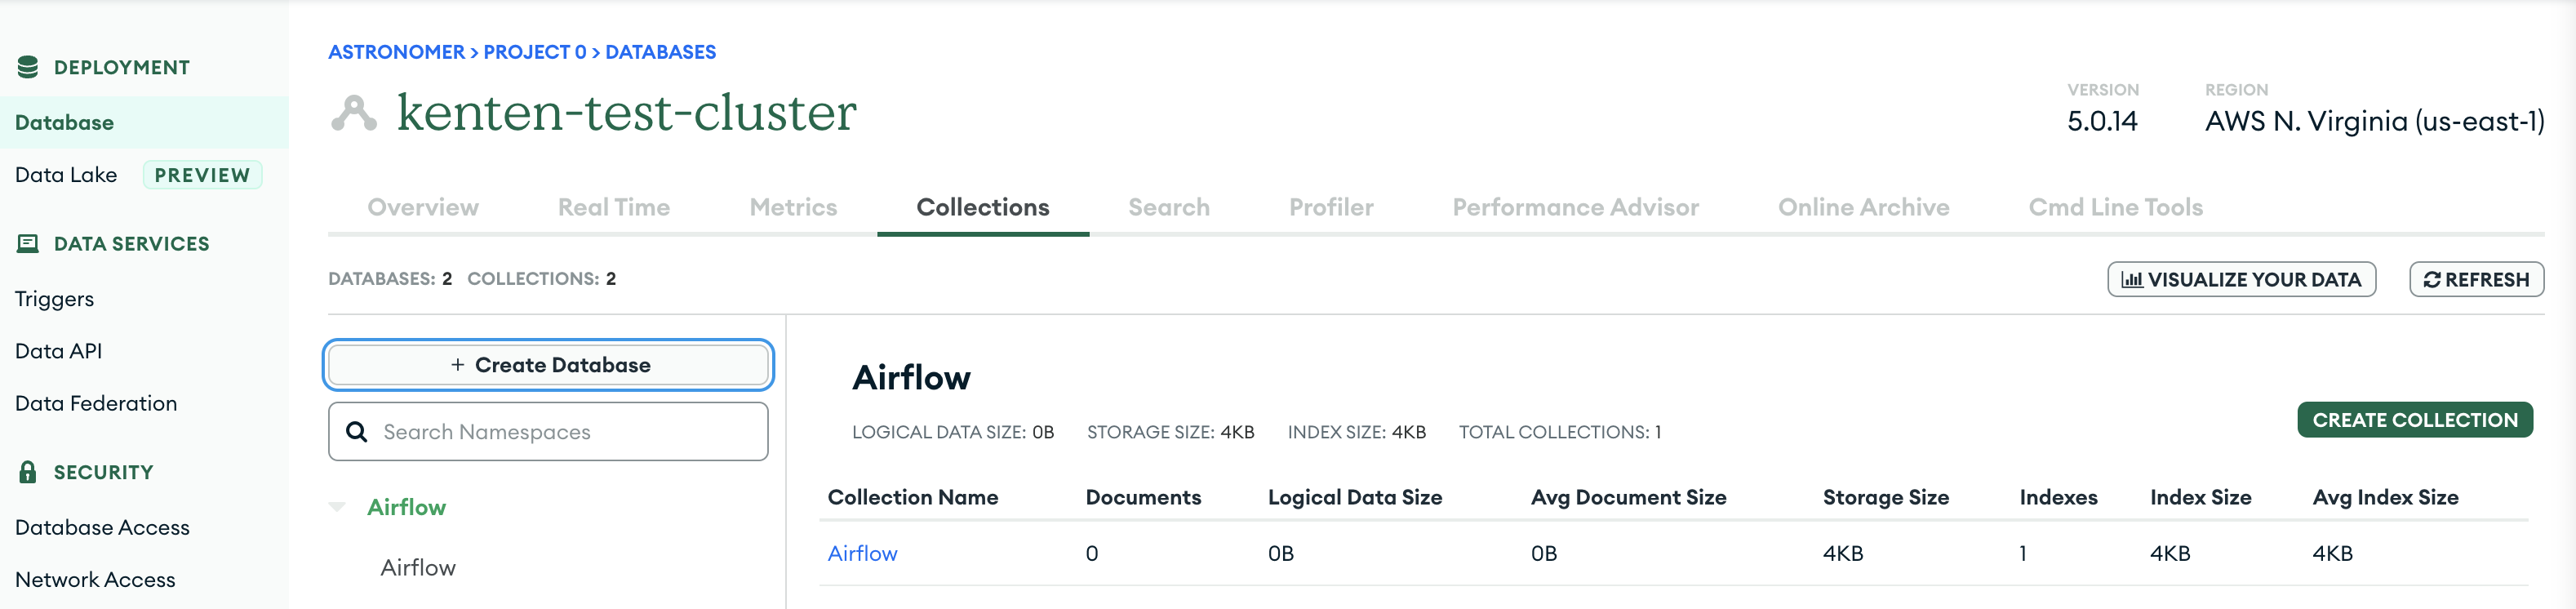 DEPLOYMENT
Database
Data Lake PREVIEW
DATA SERVICES
Triggers
Data API
Data Federation
SECURITY
Database Access
Network Access
ASTRONOMER > PROJECT 0 > DATABASES
kenten-test-cluster
VERSION
5.0.14
REGION
AWS N. Virginia (us-east-1)
Overview Real Time Metrics Collections Search Profiler Performance Advisor Online Archive Cmd Line Tools
DATABASES: 2 COLLECTIONS: 2
VISUALIZE YOUR DATA
REFRESH
+ Create Database
Search Namespaces
Airflow
Airflow
Airflow
LOGICAL DATA SIZE: 0B STORAGE SIZE: 4KB INDEX SIZE: 4KB TOTAL COLLECTIONS: 1
CREATE COLLECTION
Collection Name Documents Logical Data Size Avg Document Size Storage Size Indexes Index Size Avg Index Size
Airflow 0 0B 0B 4KB 1 4KB 4KB